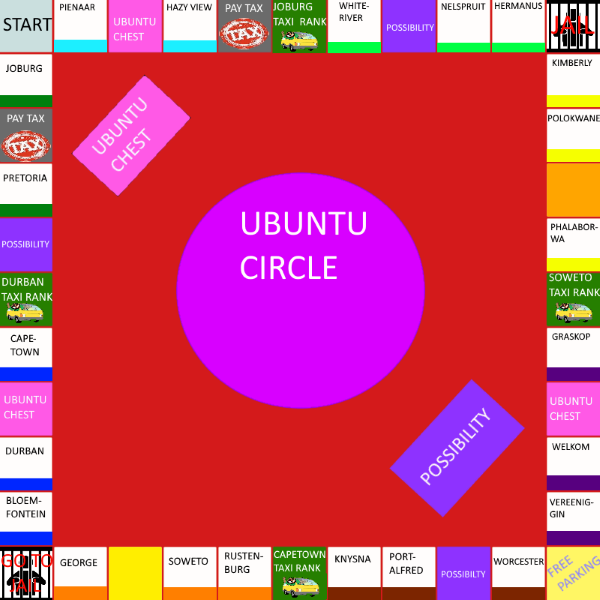 START
PIENAAR
UBUNTU
CHEST
HAZY VIEW
PAY TAX
TAX
JOBURG
TAXI RANK
WHITE-
RIVER
POSSIBILITY
NELSPRUIT
HERMANUS
JAIL
JOBURG
KIMBERLY
PAY TAX
TAX
POLOKWANE
PRETORIA
POSSIBILITY
PHALABOR-
WA
DURBAN
TAXI RANK
SOWETO
TAXI RANK
CAPE-
TOWN
GRASKOP
UBUNTU
CHEST
UBUNTU
CHEST
DURBAN
WELKOM
BLOEM-
FONTEIN
VEREENIG-
GIN
UBUNTU
CHEST
UBUNTU
CIRCLE
POSSIBILITY
GO TO
JAIL
GEORGE
SOWETO
RUSTEN-
BURG
CAPETOWN
TAXI RANK
KNYSNA
PORT-
ALFRED
POSSIBILTY
WORCESTER
FREE
PARKING